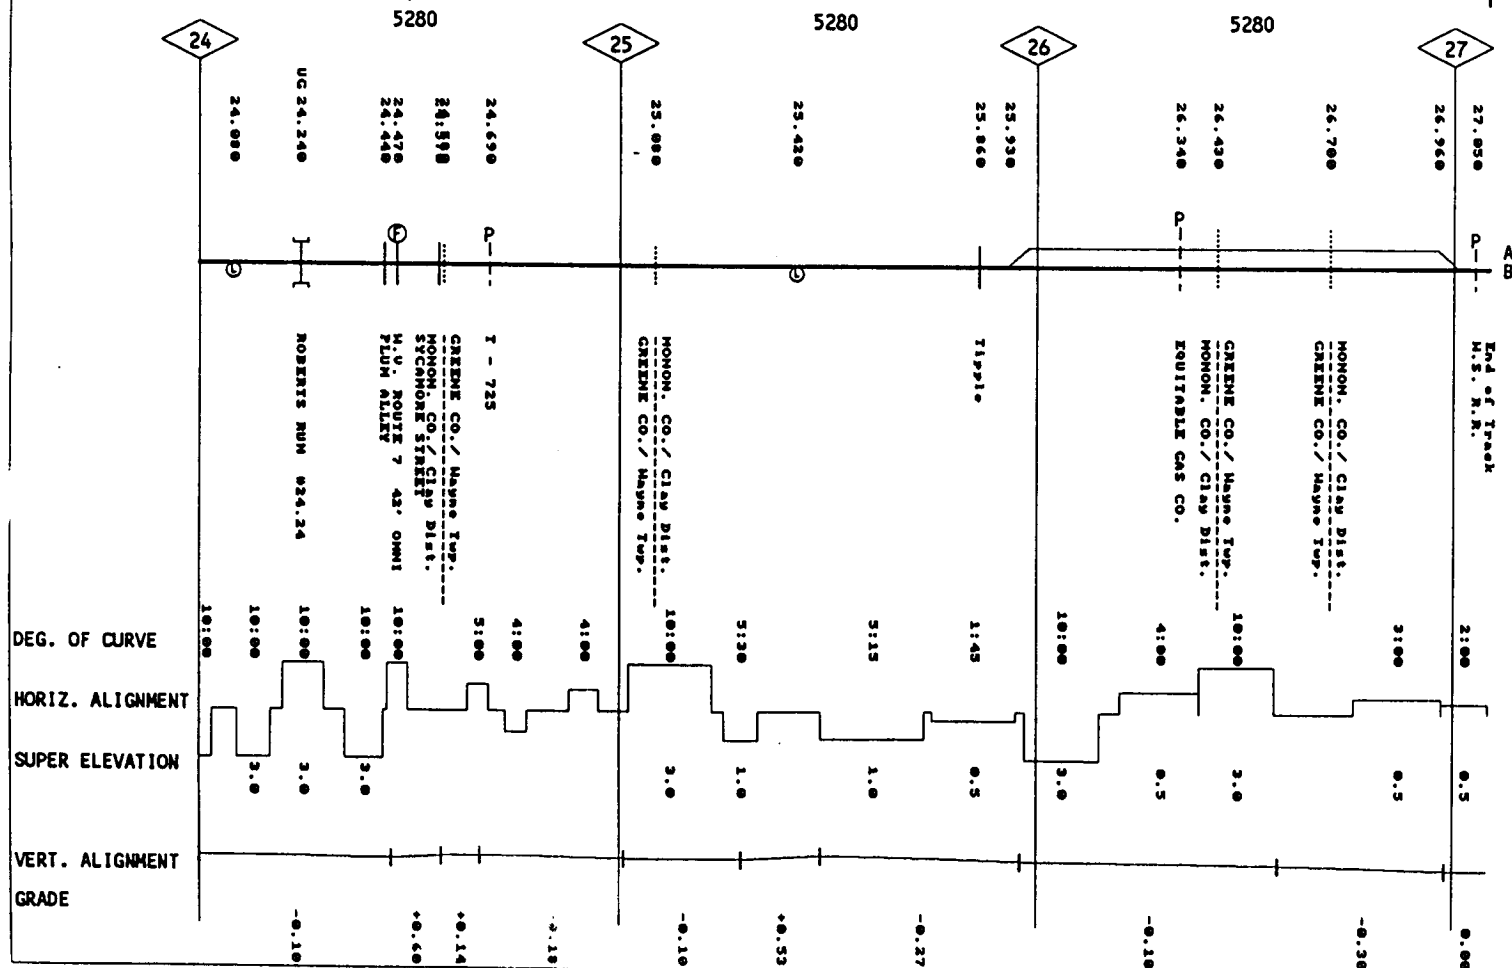 5280
5280
5280
24
25
26
27
24.080
UG 24.240
24.440
24.470
24.690
25.080
25.420
25.860
25.930
26.340
26.430
26.700
26.960
27.050
F
P
P
P
L
L
A
B
ROBERTS RUN #24.24
PLUM ALLEY
W.V. ROUTE 7 42' OMNI
SYCAMORE STREET
MONON. CO./ Clay Dist.
GREENE CO./ Wayne Twp.
T - 725
GREENE CO./ Wayne Twp.
MONON. CO./ Clay Dist.
Tipple
EQUITABLE GAS CO.
MONON. CO./ Clay Dist.
GREENE CO./ Wayne Twp.
GREENE CO./ Wayne Twp.
MONON. CO./ Clay Dist.
M.S. R.R.
End of Track
DEG. OF CURVE
10:00 10:00 10:00 10:00 10:00 5:00 4:00 4:00 10:00 5:30 5:15 1:45 10:00 4:00 10:00 3:00 2:00
HORIZ. ALIGNMENT
SUPER ELEVATION
3.0 3.0 3.0 3.0 1.0 1.0 0.5 3.0 0.5 3.0 0.5 0.5
VERT. ALIGNMENT
GRADE
-0.10 +0.60 +0.14 -0.10 +0.53 -0.27 -0.18 -0.30 0.00